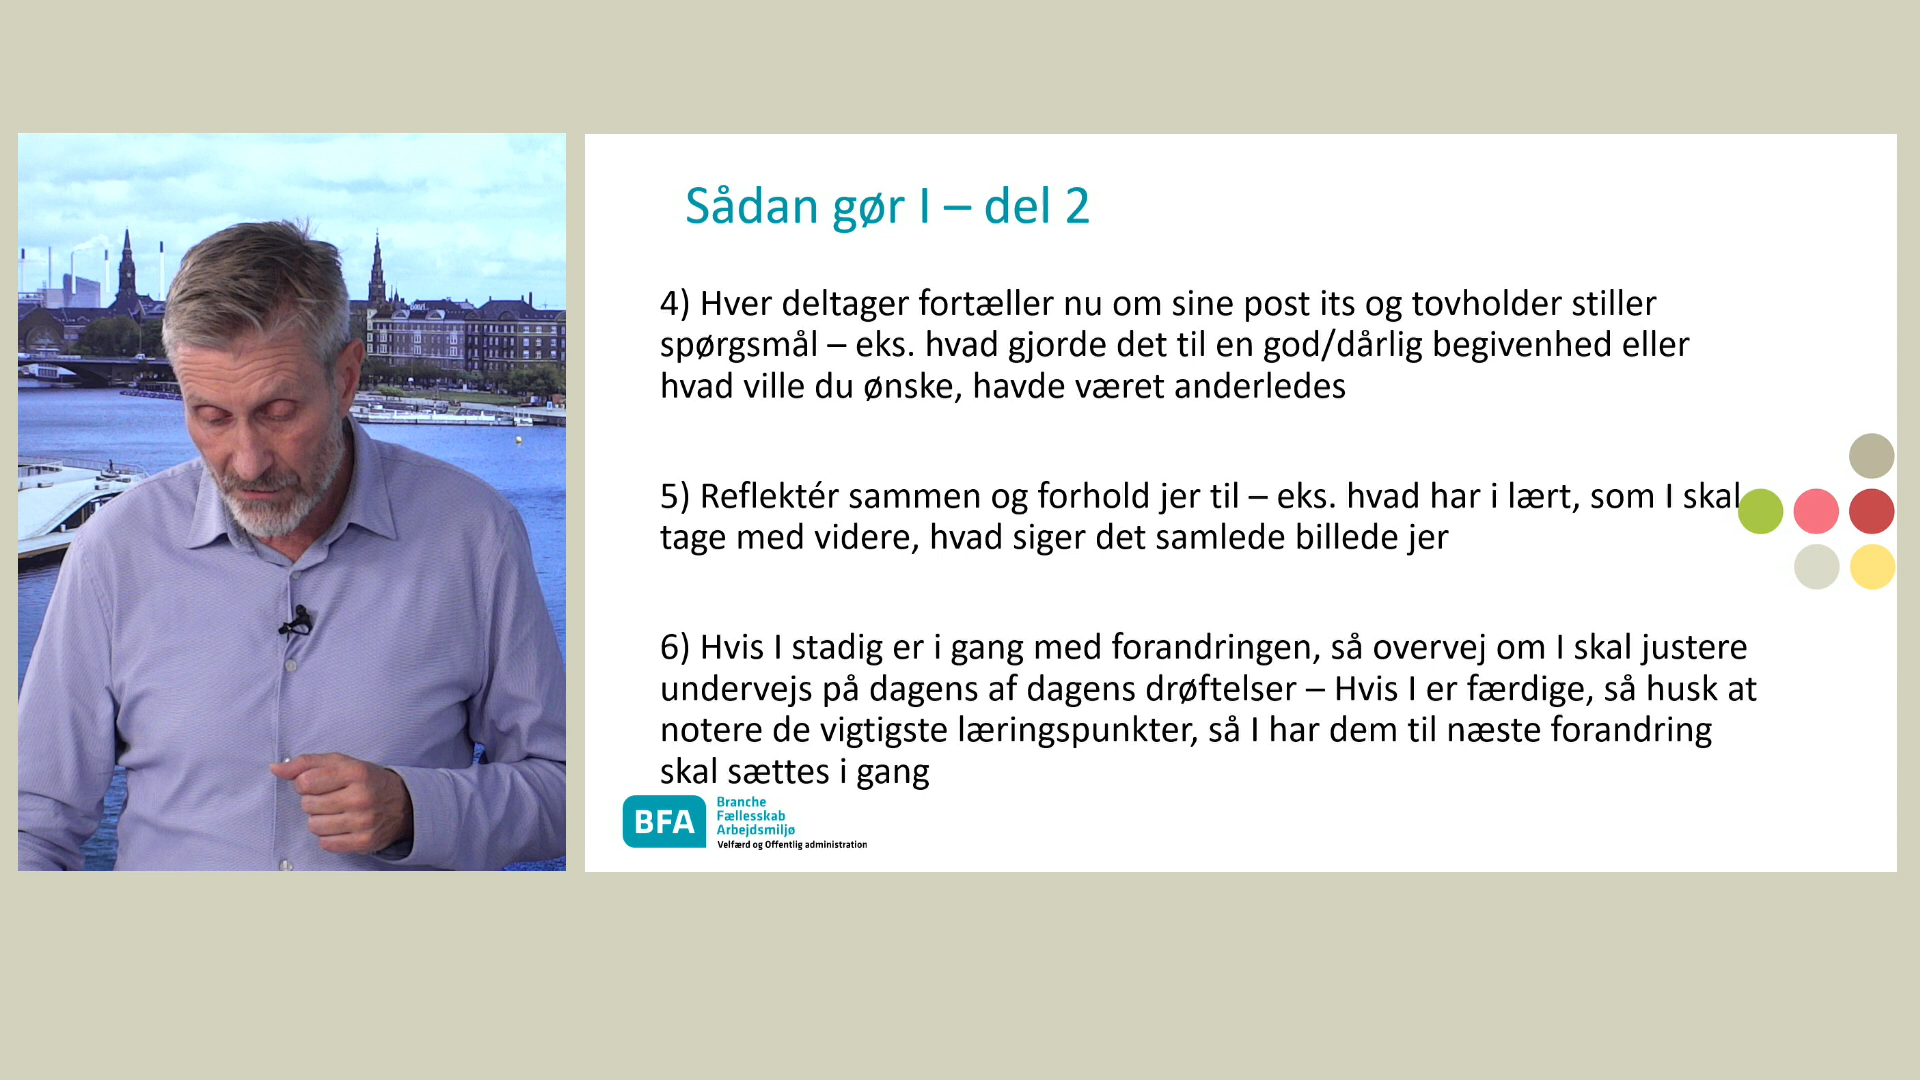 Sådan gør I – del 2
4) Hver deltager fortæller nu om sine post its og tovholder stiller
spørgsmål – eks. hvad gjorde det til en god/dårlig begivenhed eller
hvad ville du ønske, havde været anderledes
5) Reflektér sammen og forhold jer til – eks. hvad har i lært, som I skal
tage med videre, hvad siger det samlede billede jer
6) Hvis I stadig er i gang med forandringen, så overvej om I skal justere
undervejs på dagens af dagens drøftelser – Hvis I er færdige, så husk at
notere de vigtigste læringspunkter, så I har dem til næste forandring
skal sættes i gang
BFA
Branche
Fællesskab
Arbejdsmiljø
Velfærd og Offentlig administration